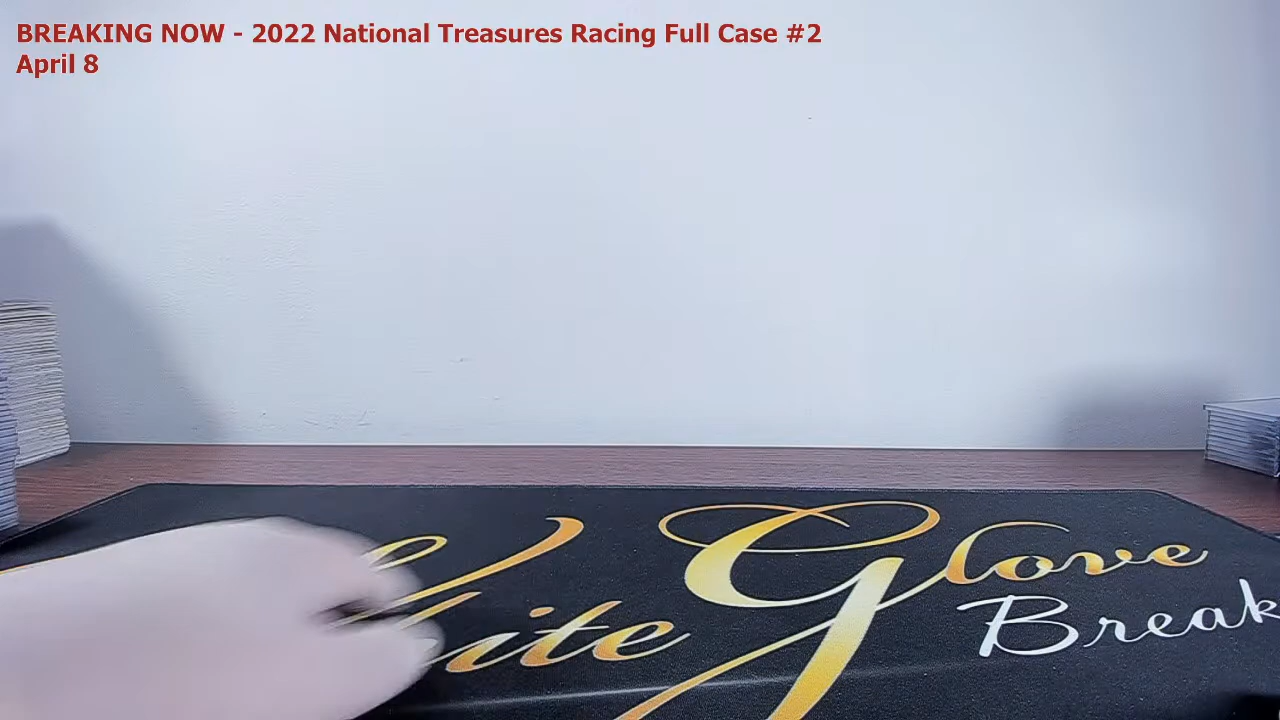 BREAKING NOW - 2022 National Treasures Racing Full Case #2
April 8
Glove
Break